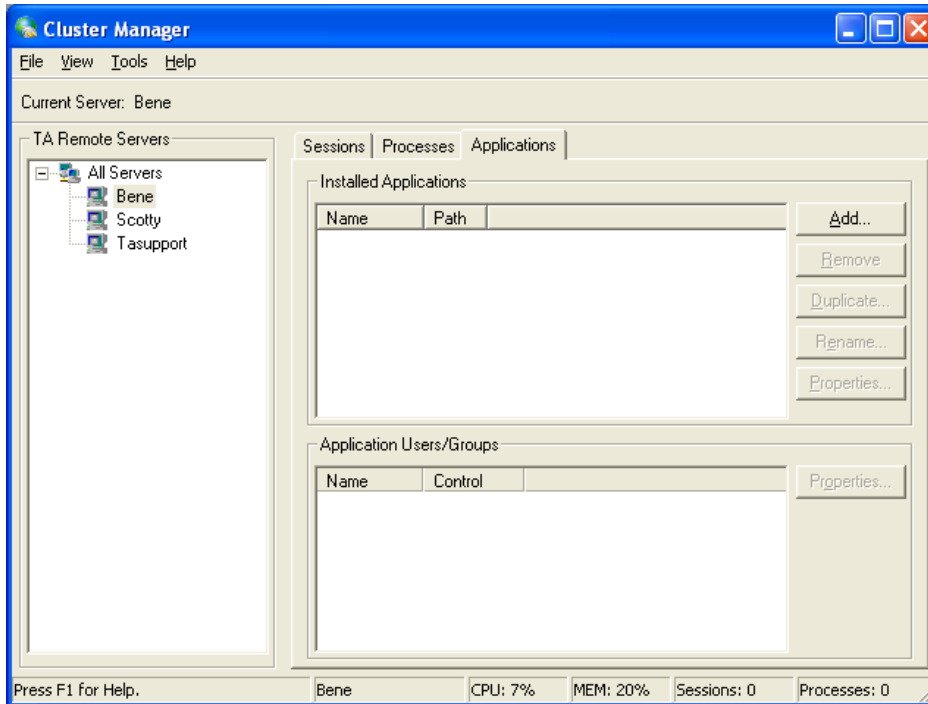 Cluster Manager
File View Tools Help
Current Server: Bene
TA Remote Servers
All Servers
Bene
Scotty
Tasupport
Sessions Processes Applications
Installed Applications
Name Path
Add...
Remove
Duplicate...
Rename...
Properties...
Application Users/Groups
Name Control
Properties...
Press F1 for Help. Bene CPU: 7% MEM: 20% Sessions: 0 Processes: 0